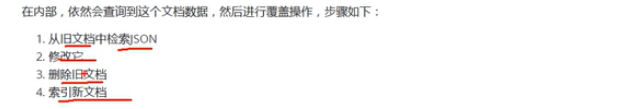 在内部，依然会查询到这个文档数据，然后进行覆盖操作，步骤如下：
1. 从旧文档中检索JSON
2. 修改它
3. 删除旧文档
4. 索引新文档